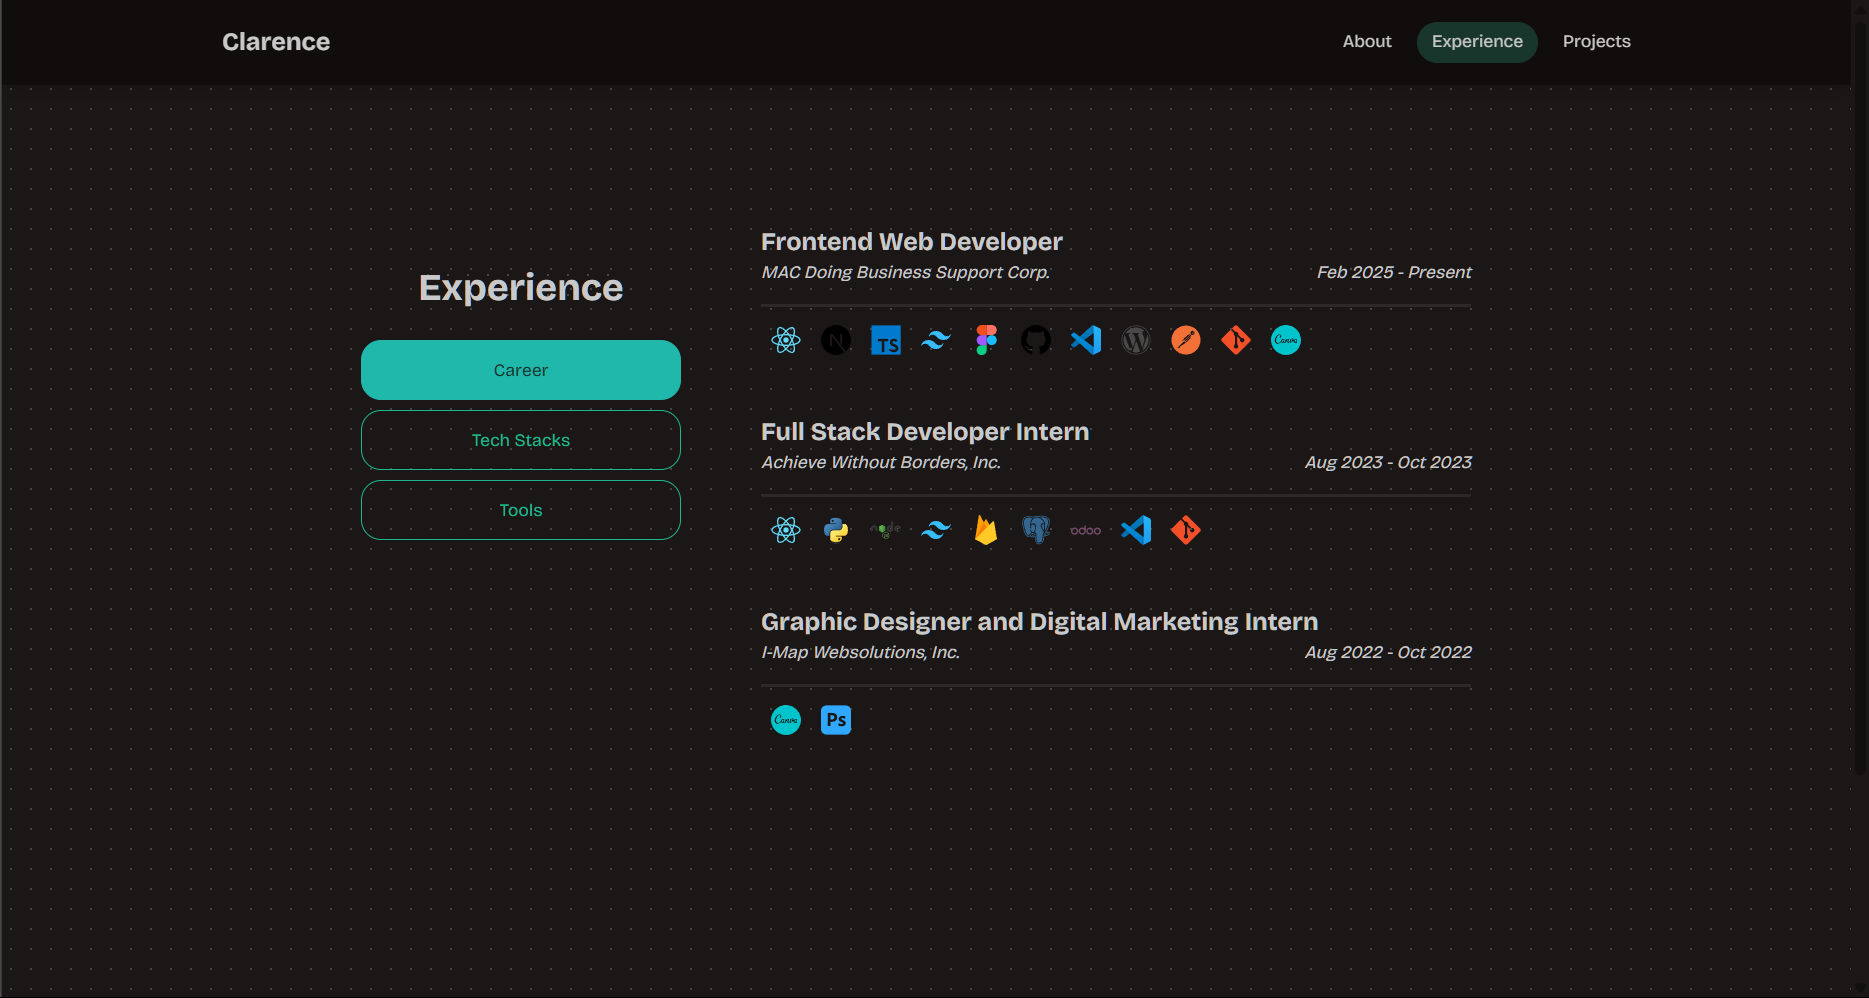 Clarence
About
Experience
Projects
Experience
Career
Tech Stacks
Tools
Frontend Web Developer
MAC Doing Business Support Corp.
Feb 2025 - Present
N TS Canva
Full Stack Developer Intern
Achieve Without Borders, Inc.
Aug 2023 - Oct 2023
node odoo
Graphic Designer and Digital Marketing Intern
I-Map Websolutions, Inc.
Aug 2022 - Oct 2022
Canva Ps